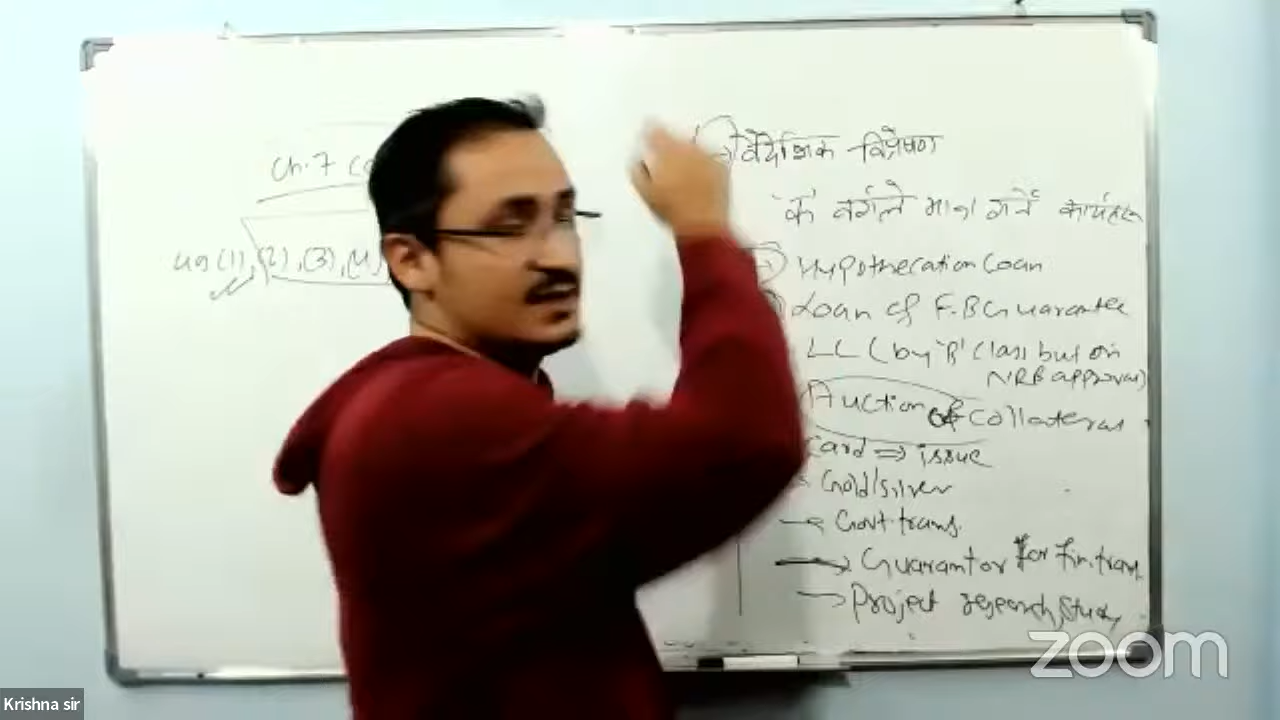 Ch.7
(1), (2), (3), (4)
वैदेशिक विप्रेषण
क वर्गले मात्र गर्ने कार्यहरू
Hypothecation Loan
Loan of F.B Guarantee
LC (by 'B' class but on
NRB approval)
Auction of collateral
card ⇒ issue
Gold/silver
→ Govt. trans.
→ Guarantor for fin. tran.
→ Project research, study
zoom
Krishna sir